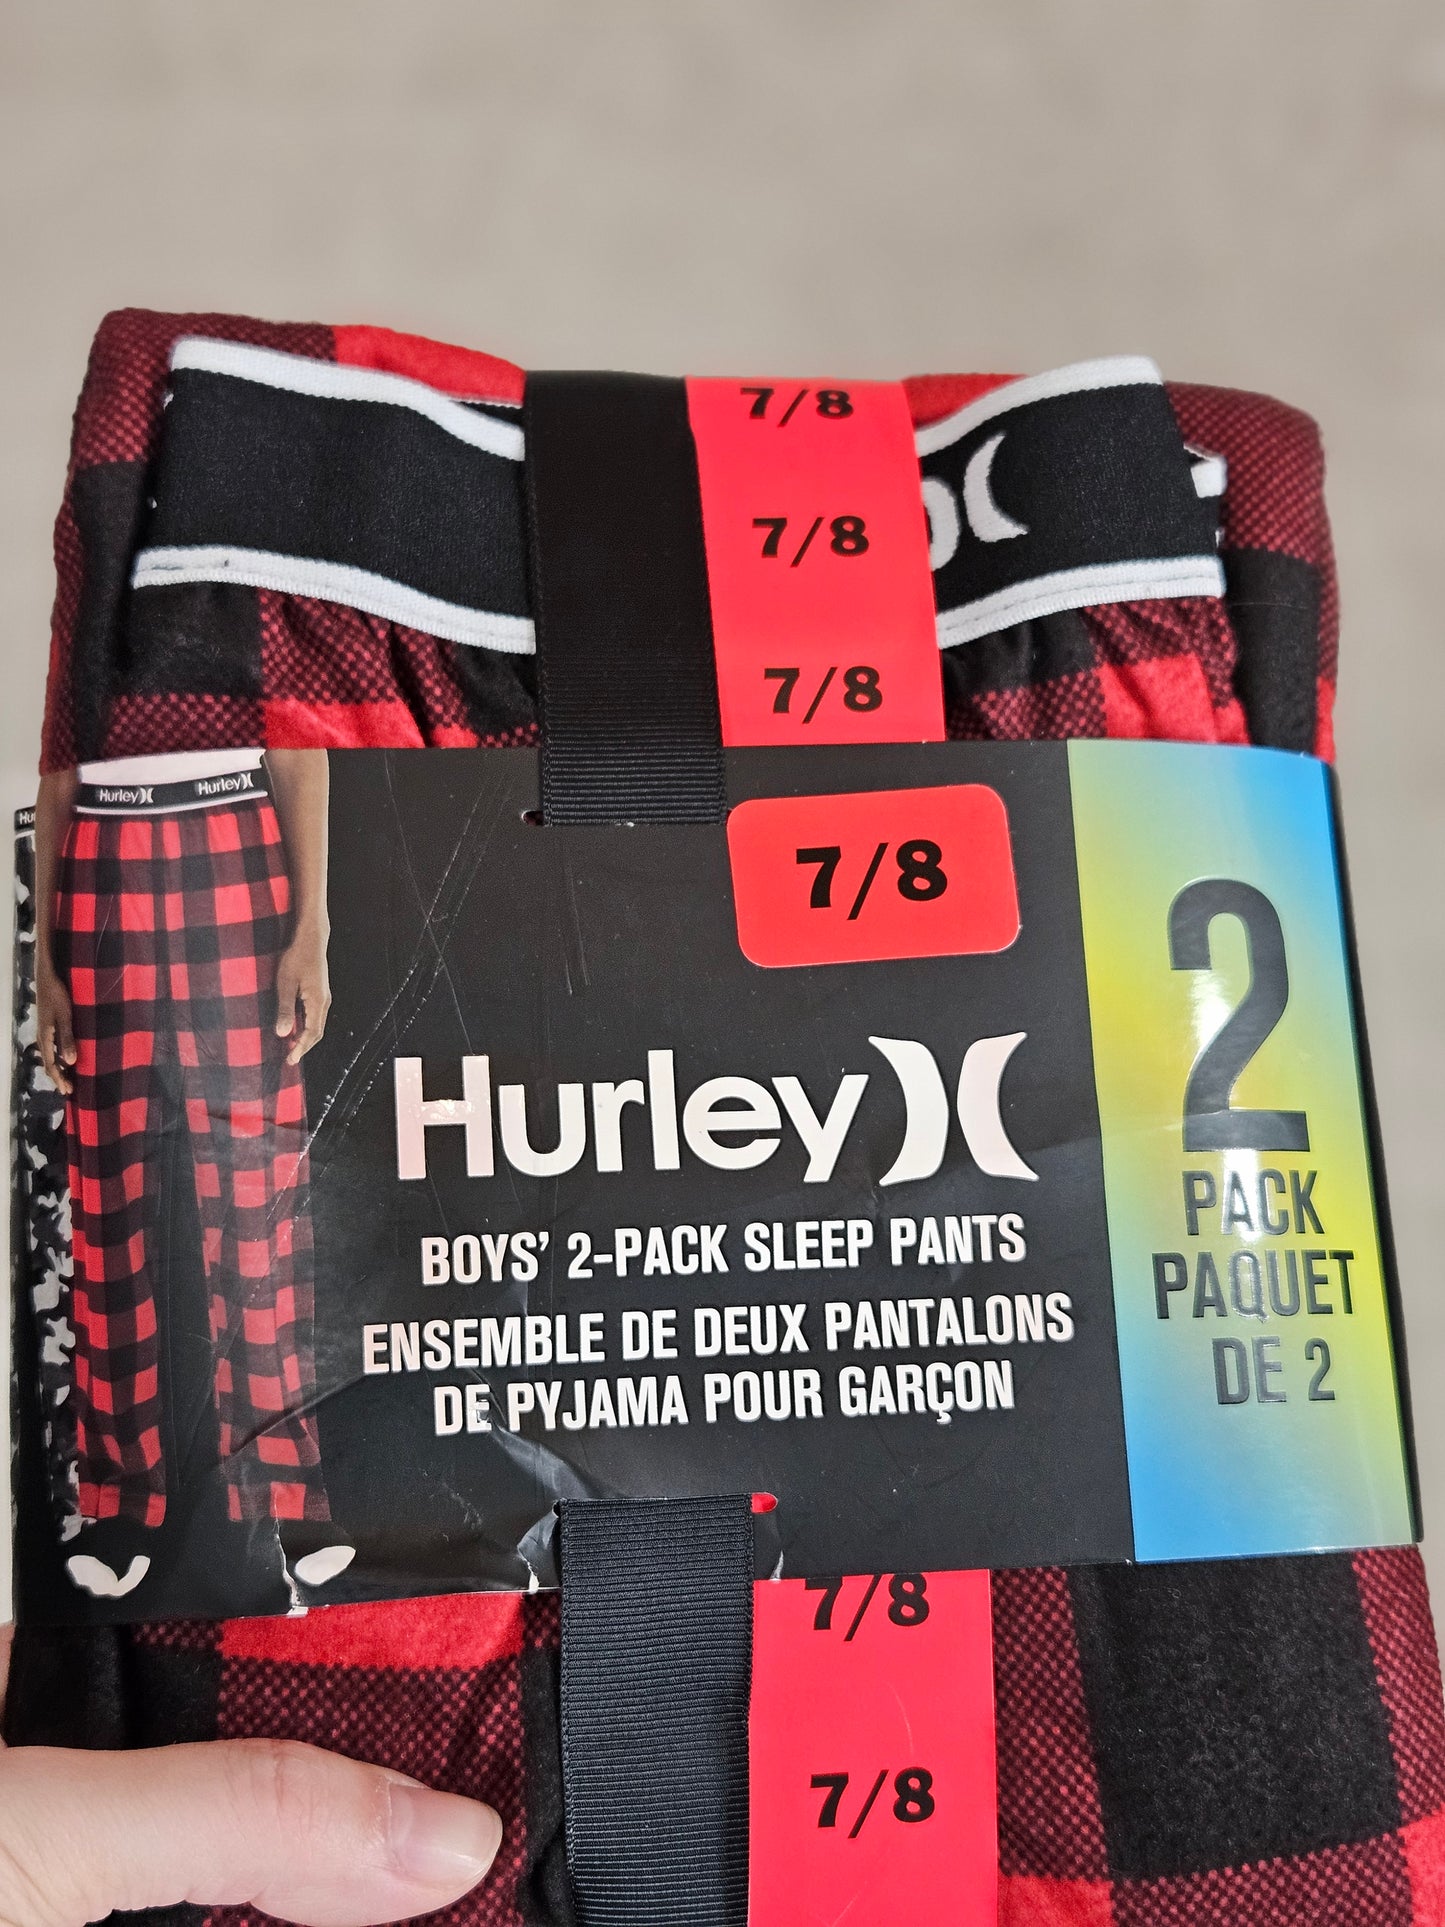 7/8
7/8
7/8
Hurley
Hurley
7/8
Hurley
BOYS' 2-PACK SLEEP PANTS
ENSEMBLE DE DEUX PANTALONS
DE PYJAMA POUR GARÇON
2
PACK
PAQUET
DE 2
7/8
7/8